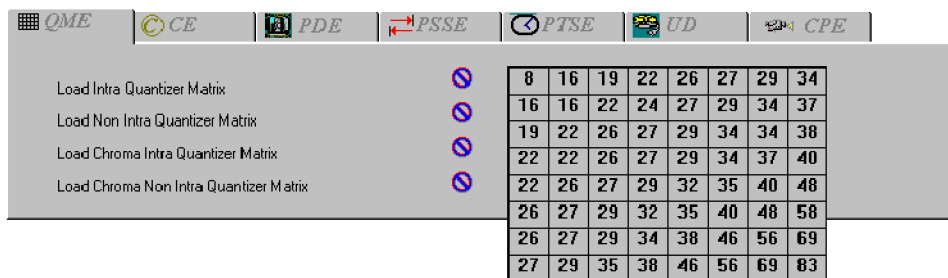 QME CE PDE PSSE PTSE UD CPE
Load Intra Quantizer Matrix
Load Non Intra Quantizer Matrix
Load Chroma Intra Quantizer Matrix
Load Chroma Non Intra Quantizer Matrix
8 16 19 22 26 27 29 34
16 16 22 24 27 29 34 37
19 22 26 27 29 34 34 38
22 22 26 27 29 34 37 40
22 26 27 29 32 35 40 48
26 27 29 32 35 40 48 58
26 27 29 34 38 46 56 69
27 29 35 38 46 56 69 83